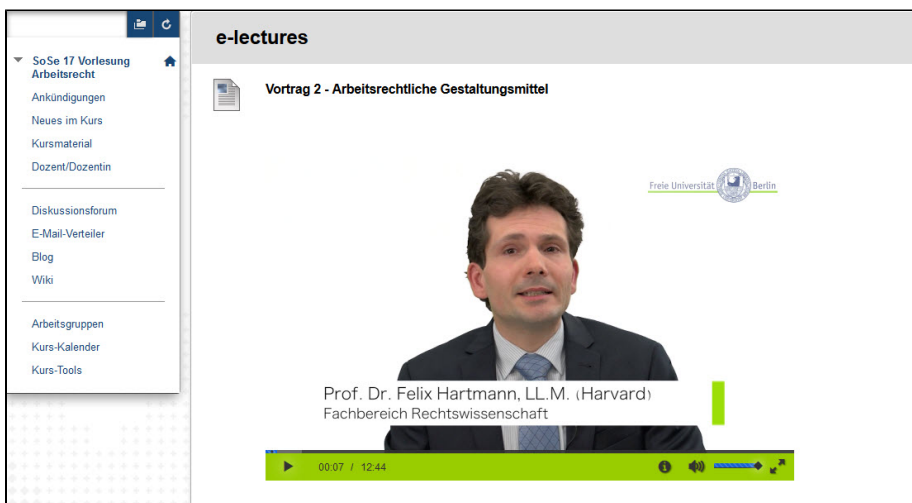 SoSe 17 Vorlesung
Arbeitsrecht
Ankündigungen
Neues im Kurs
Kursmaterial
Dozent/Dozentin
Diskussionsforum
E-Mail-Verteiler
Blog
Wiki
Arbeitsgruppen
Kurs-Kalender
Kurs-Tools
e-lectures
Vortrag 2 - Arbeitsrechtliche Gestaltungsmittel
Freie Universität Berlin
Prof. Dr. Felix Hartmann, LL.M. (Harvard)
Fachbereich Rechtswissenschaft
00:07 / 12:44